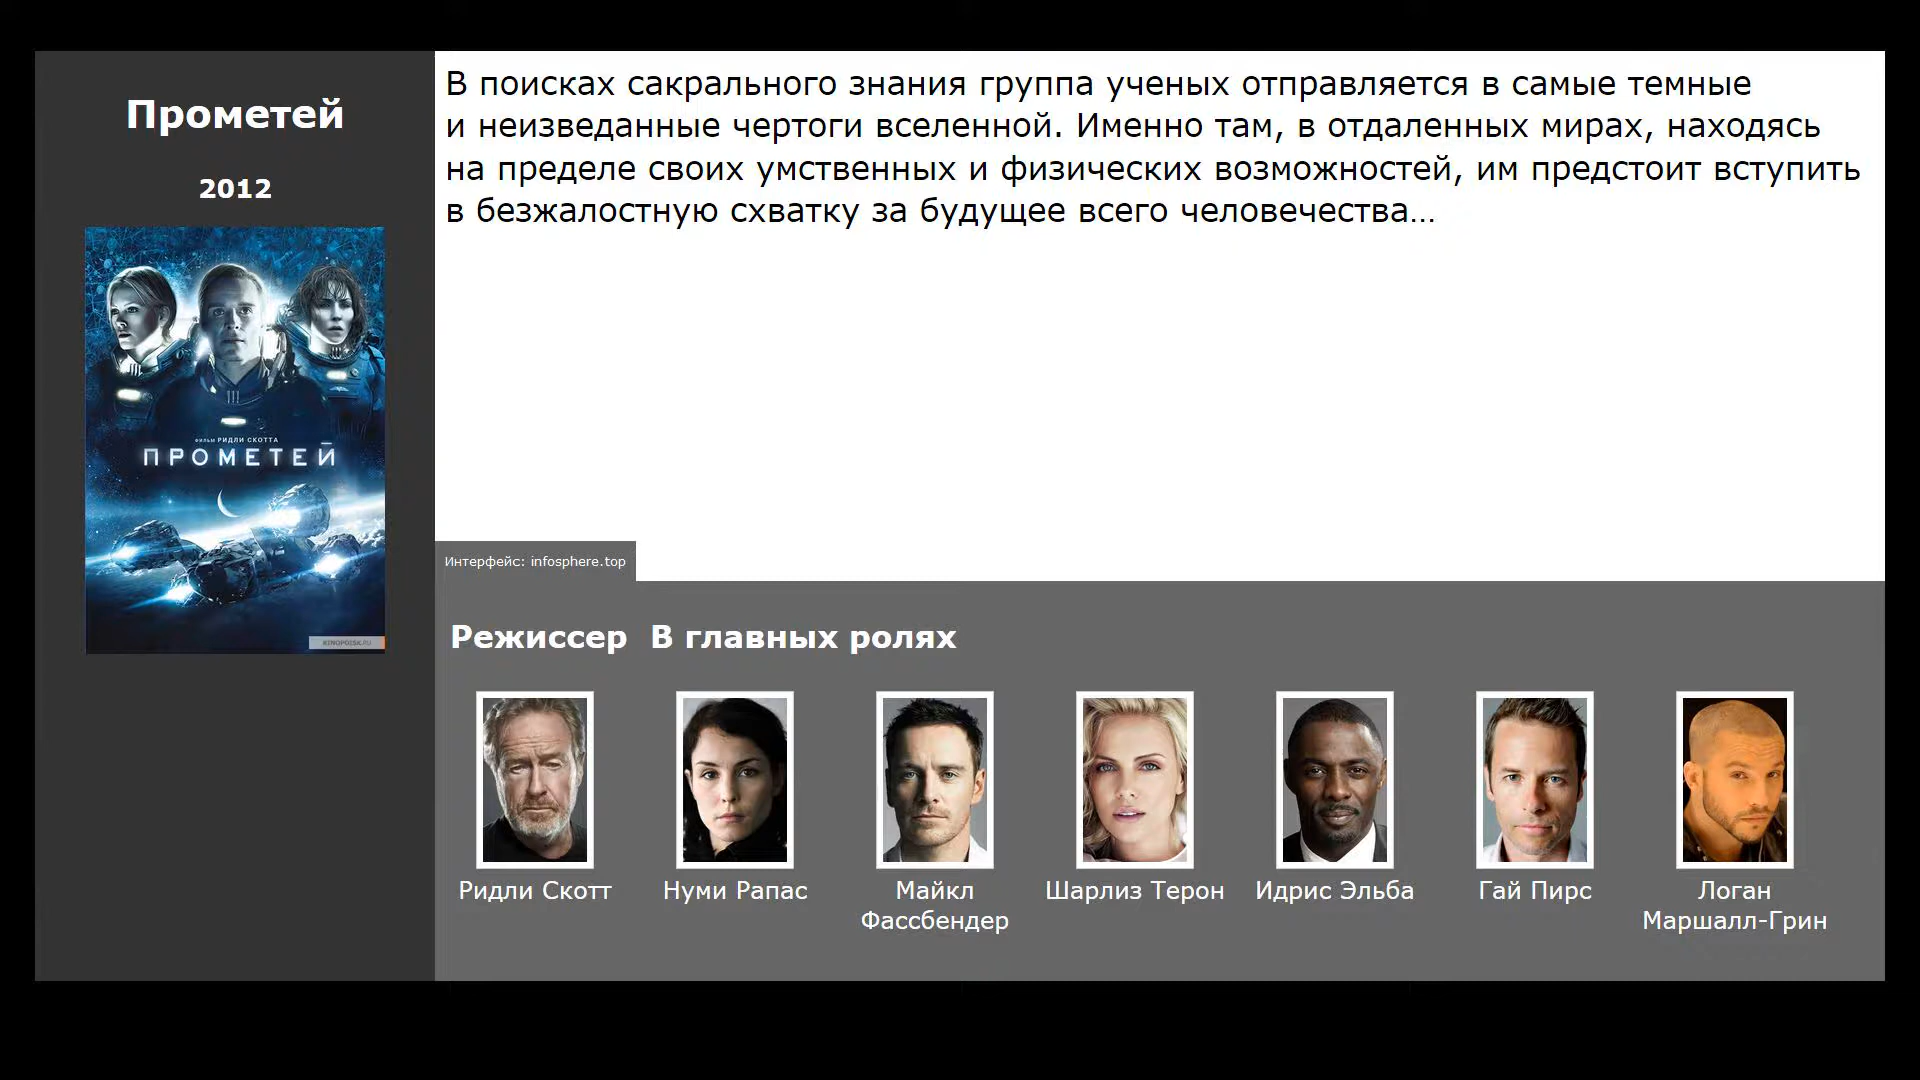 Прометей
2012
ФИЛЬМ РИДЛИ СКОТТА
ПРОМЕТЕЙ
KINOPOISK.RU
В поисках сакрального знания группа ученых отправляется в самые темные
и неизведанные чертоги вселенной. Именно там, в отдаленных мирах, находясь
на пределе своих умственных и физических возможностей, им предстоит вступить
в безжалостную схватку за будущее всего человечества…
Интерфейс: infosphere.top
Режиссер В главных ролях
Ридли Скотт
Нуми Рапас
Майкл
Фассбендер
Шарлиз Терон
Идрис Эльба
Гай Пирс
Логан
Маршалл-Грин